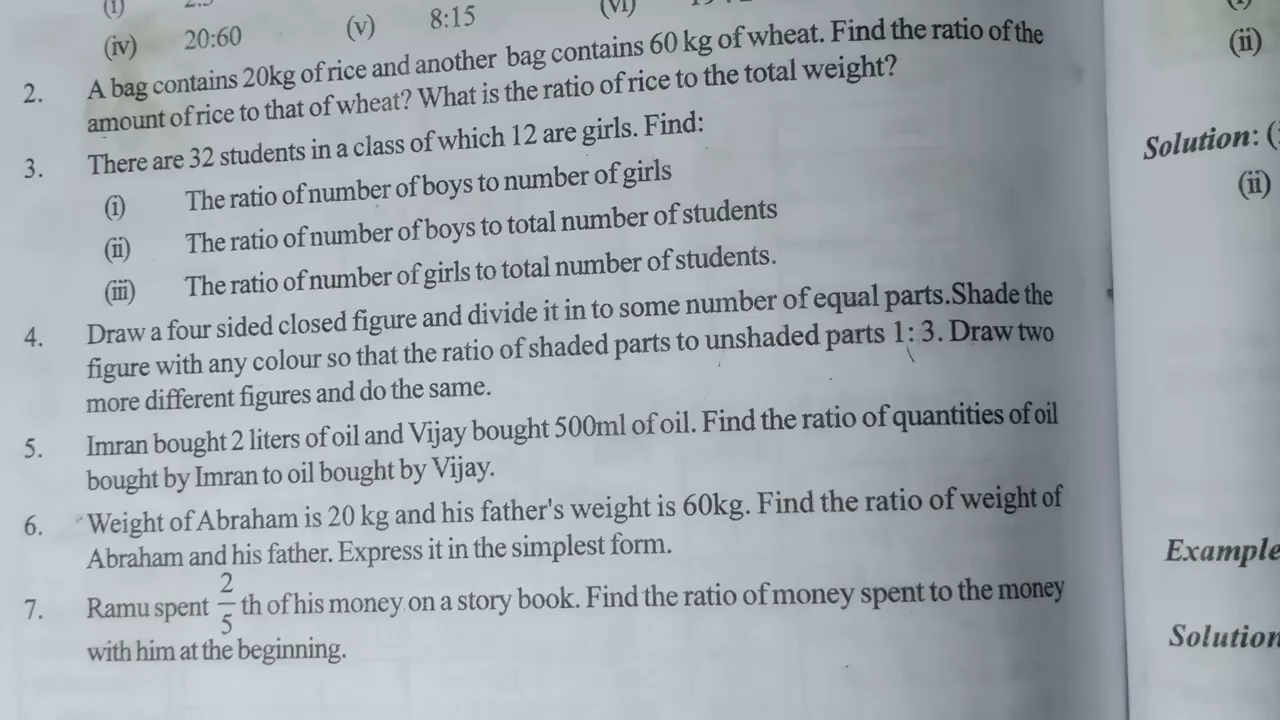 (iv) 20:60 (v) 8:15 (vi)
2. A bag contains 20kg of rice and another bag contains 60 kg of wheat. Find the ratio of the
amount of rice to that of wheat? What is the ratio of rice to the total weight?
3. There are 32 students in a class of which 12 are girls. Find:
(i) The ratio of number of boys to number of girls
(ii) The ratio of number of boys to total number of students
(iii) The ratio of number of girls to total number of students.
4. Draw a four sided closed figure and divide it in to some number of equal parts.Shade the
figure with any colour so that the ratio of shaded parts to unshaded parts 1: 3. Draw two
more different figures and do the same.
5. Imran bought 2 liters of oil and Vijay bought 500ml of oil. Find the ratio of quantities of oil
bought by Imran to oil bought by Vijay.
6. Weight of Abraham is 20 kg and his father's weight is 60kg. Find the ratio of weight of
Abraham and his father. Express it in the simplest form.
7. Ramu spent 2/5 th of his money on a story book. Find the ratio of money spent to the money
with him at the beginning.
(ii)
Solution: (
(ii)
Example
Solution